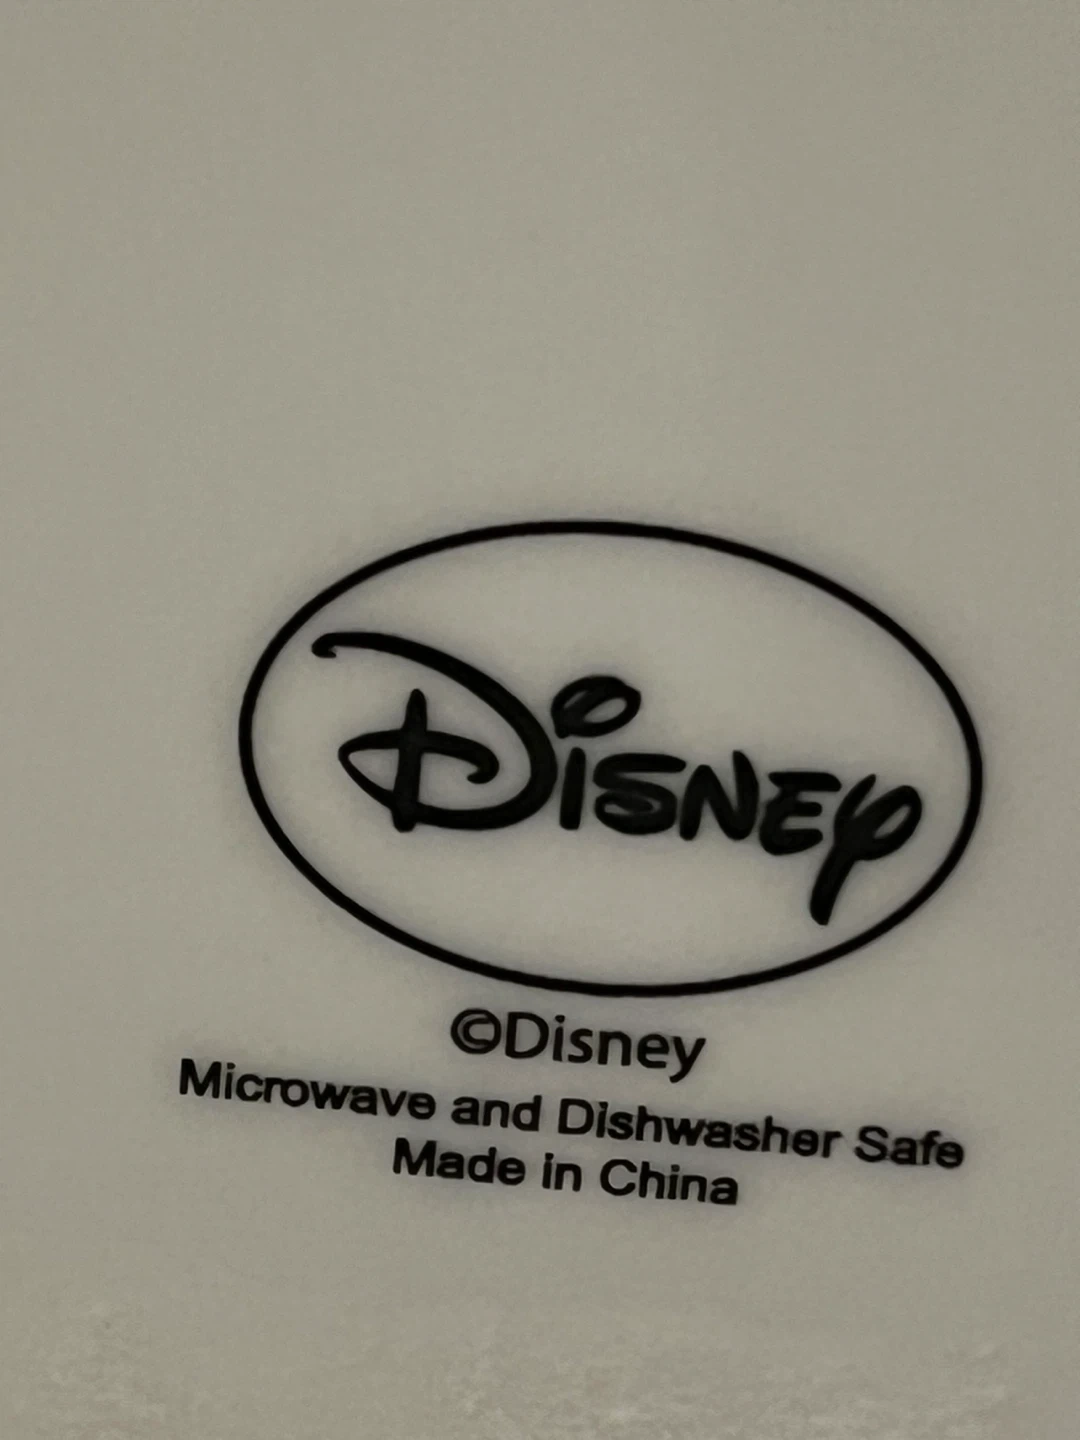 Disney
©Disney
Microwave and Dishwasher Safe
Made in China